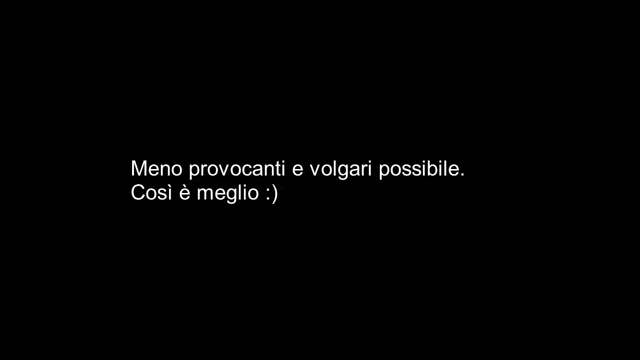 Meno provocanti e volgari possibile.
Così è meglio :)